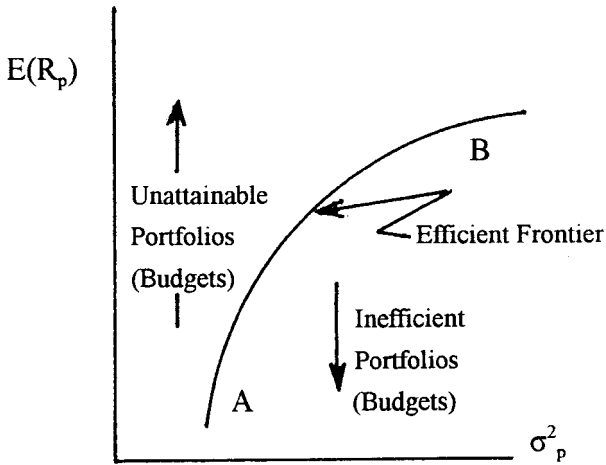 E(Rp)
B
Unattainable
Portfolios
(Budgets)
Efficient Frontier
Inefficient
Portfolios
(Budgets)
A
σ²p